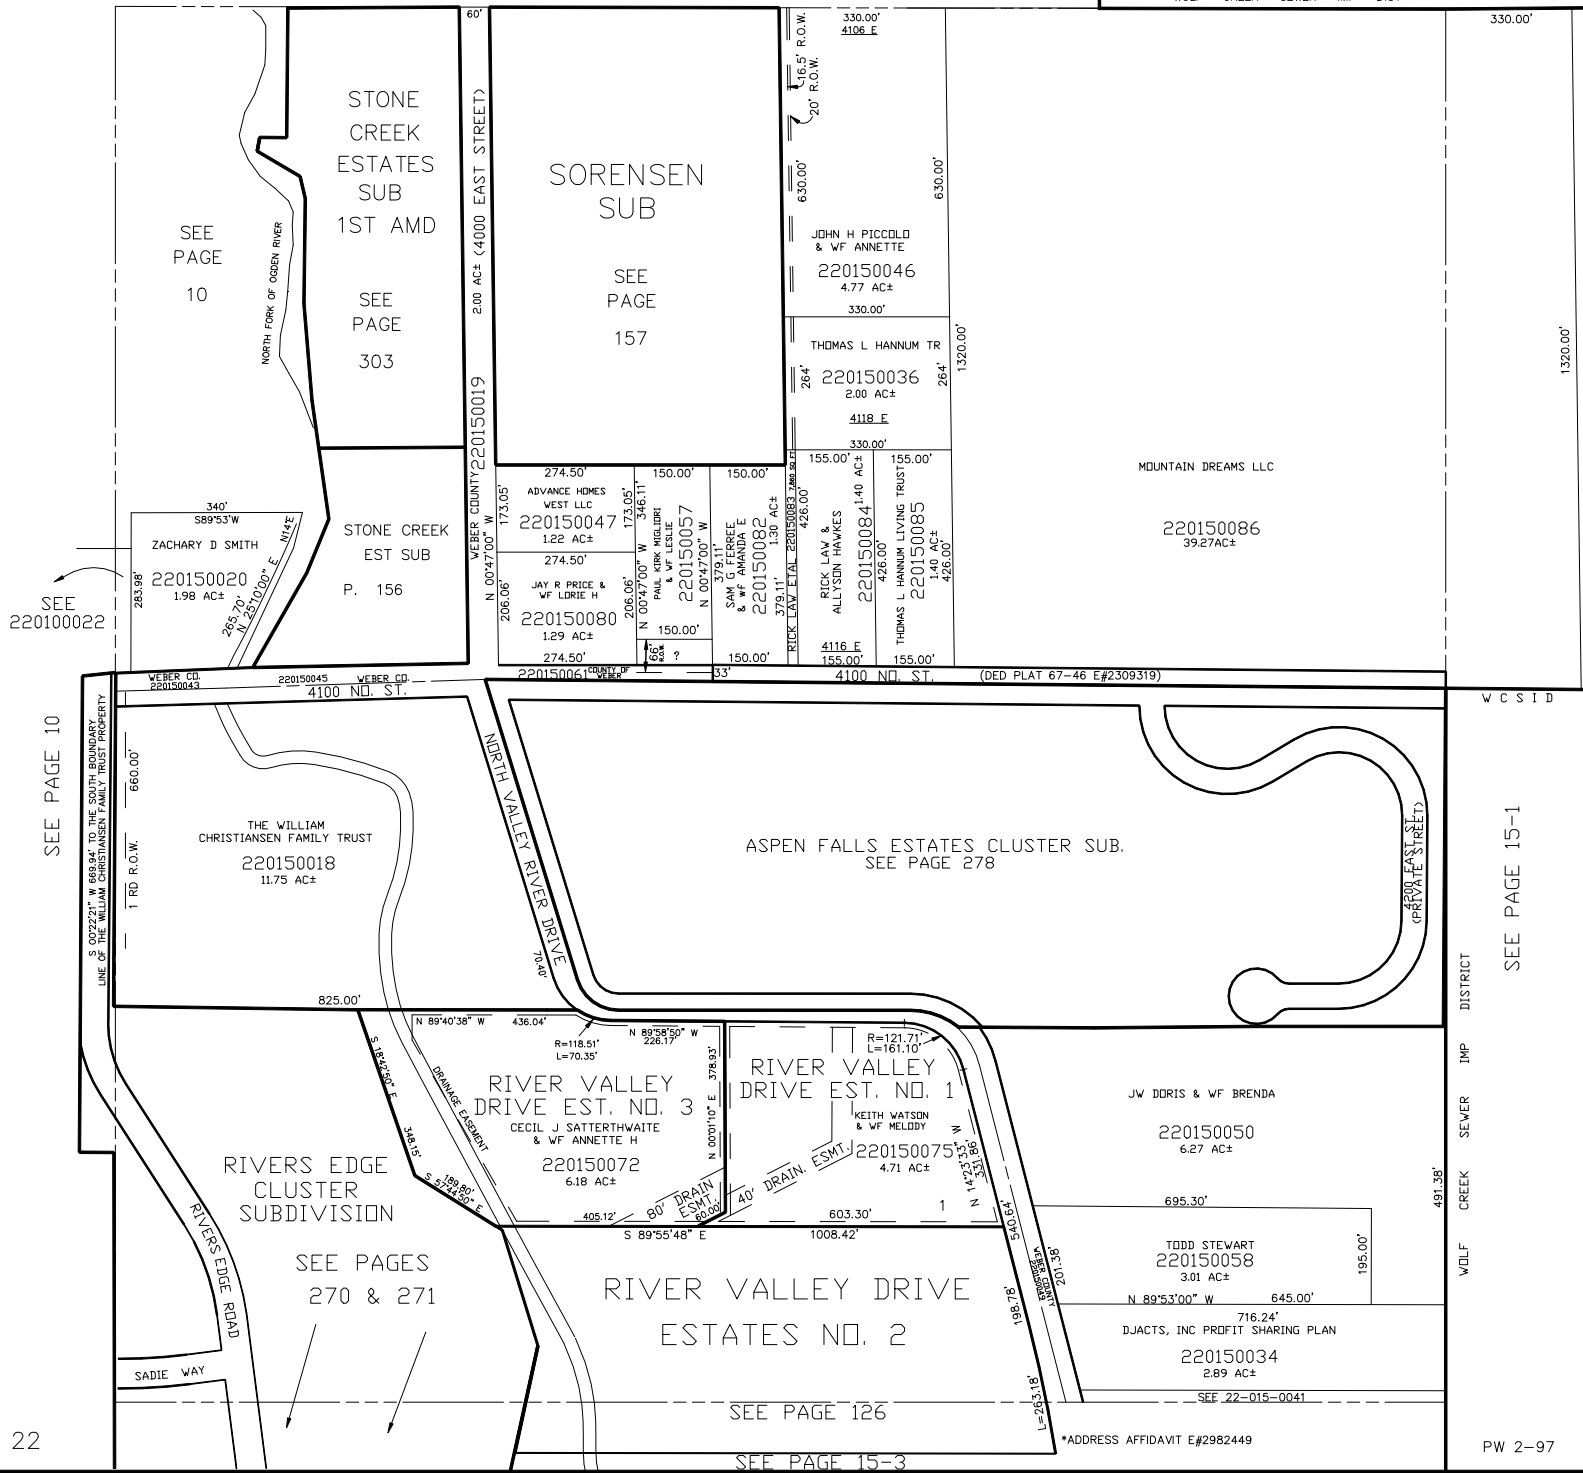 60'
330.00'
4106 E
330.00'
16.5' R.O.W.
20' R.O.W.
STONE
CREEK
ESTATES
SUB
1ST AMD
SEE
PAGE
303
2.00 AC± (4000 EAST STREET)
WEBER COUNTY 220150019
SORENSEN
SUB
SEE
PAGE
157
630.00'
630.00'
JOHN H PICCOLO
& WF ANNETTE
220150046
4.77 AC±
330.00'
SEE
PAGE
10
NORTH FORK OF OGDEN RIVER
THOMAS L HANNUM TR
264'
220150036
264'
2.00 AC±
4118 E
330.00'
1320.00'
1320.00'
MOUNTAIN DREAMS LLC
220150086
39.27AC±
340'
S89°53'W
ZACHARY D SMITH
220150020
1.98 AC±
283.98'
N14°E
265.70'
N 25°10'00" E
SEE
220100022
STONE CREEK
EST SUB
P. 156
N 00°47'00" W
274.50'
ADVANCE HOMES
WEST LLC
220150047
1.22 AC±
173.05'
173.05'
274.50'
JAY R PRICE &
WF LORIE H
220150080
1.29 AC±
206.06'
206.06'
274.50'
150.00'
346.11'
N 00°47'00" W
PAUL KIRK MIGLIORI
& WF LESLIE
220150057
N 00°47'00" W
150.00'
66'
R.O.W.
?
150.00'
379.11'
SAM G FERREE
& WF AMANDA E
220150082
1.30 AC±
379.11'
150.00'
RICK LAW ETAL 220150083 7,860 SQ FT
155.00'
426.00'
RICK LAW &
ALLYSON HAWKES
220150084
1.40 AC±
426.00'
4116 E
155.00'
155.00'
THOMAS L HANNUM LIVING TRUST
220150085
1.40 AC±
426.00'
155.00'
WEBER CO.
220150043
220150045
WEBER CO.
4100 NO. ST.
220150061
COUNTY OF
WEBER
33'
4100 NO. ST.
(DED PLAT 67-46 E#2309319)
W C S I D
SEE PAGE 10
S 00°22'21" W 669.94' TO THE SOUTH BOUNDARY
LINE OF THE WILLIAM CHRISTIANSEN FAMILY TRUST PROPERTY
660.00'
1 RD R.O.W.
THE WILLIAM
CHRISTIANSEN FAMILY TRUST
220150018
11.75 AC±
825.00'
NORTH VALLEY RIVER DRIVE
70.40'
ASPEN FALLS ESTATES CLUSTER SUB.
SEE PAGE 278
4200 EAST ST.
(PRIVATE STREET)
SEE PAGE 15-1
WOLF CREEK SEWER IMP DISTRICT
N 89°40'38" W
436.04'
R=118.51'
L=70.35'
N 89°58'50" W
226.17'
S 18°42'50" E
348.15'
189.80'
S 57°44'50" E
DRAINAGE EASEMENT
RIVER VALLEY
DRIVE EST. NO. 3
CECIL J SATTERTHWAITE
& WF ANNETTE H
220150072
6.18 AC±
405.12'
378.93'
N 00°01'10" E
80' DRAIN
ESMT.
60.00'
R=121.71'
L=161.10'
RIVER VALLEY
DRIVE EST. NO. 1
KEITH WATSON
& WF MELODY
220150075
4.71 AC±
40' DRAIN. ESMT.
N 14°23'33" W
331.86'
1
603.30'
S 89°55'48" E
1008.42'
540.64'
JW DORIS & WF BRENDA
220150050
6.27 AC±
491.38'
695.30'
TODD STEWART
220150058
3.01 AC±
195.00'
N 89°53'00" W
645.00'
201.38'
WEBER COUNTY
220150049
198.78'
716.24'
DJACTS, INC PROFIT SHARING PLAN
220150034
2.89 AC±
SEE 22-015-0041
RIVERS EDGE
CLUSTER
SUBDIVISION
SEE PAGES
270 & 271
RIVERS EDGE ROAD
SADIE WAY
RIVER VALLEY DRIVE
ESTATES NO. 2
SEE PAGE 126
L=263.18'
*ADDRESS AFFIDAVIT E#2982449
SEE PAGE 15-3
22
PW 2-97